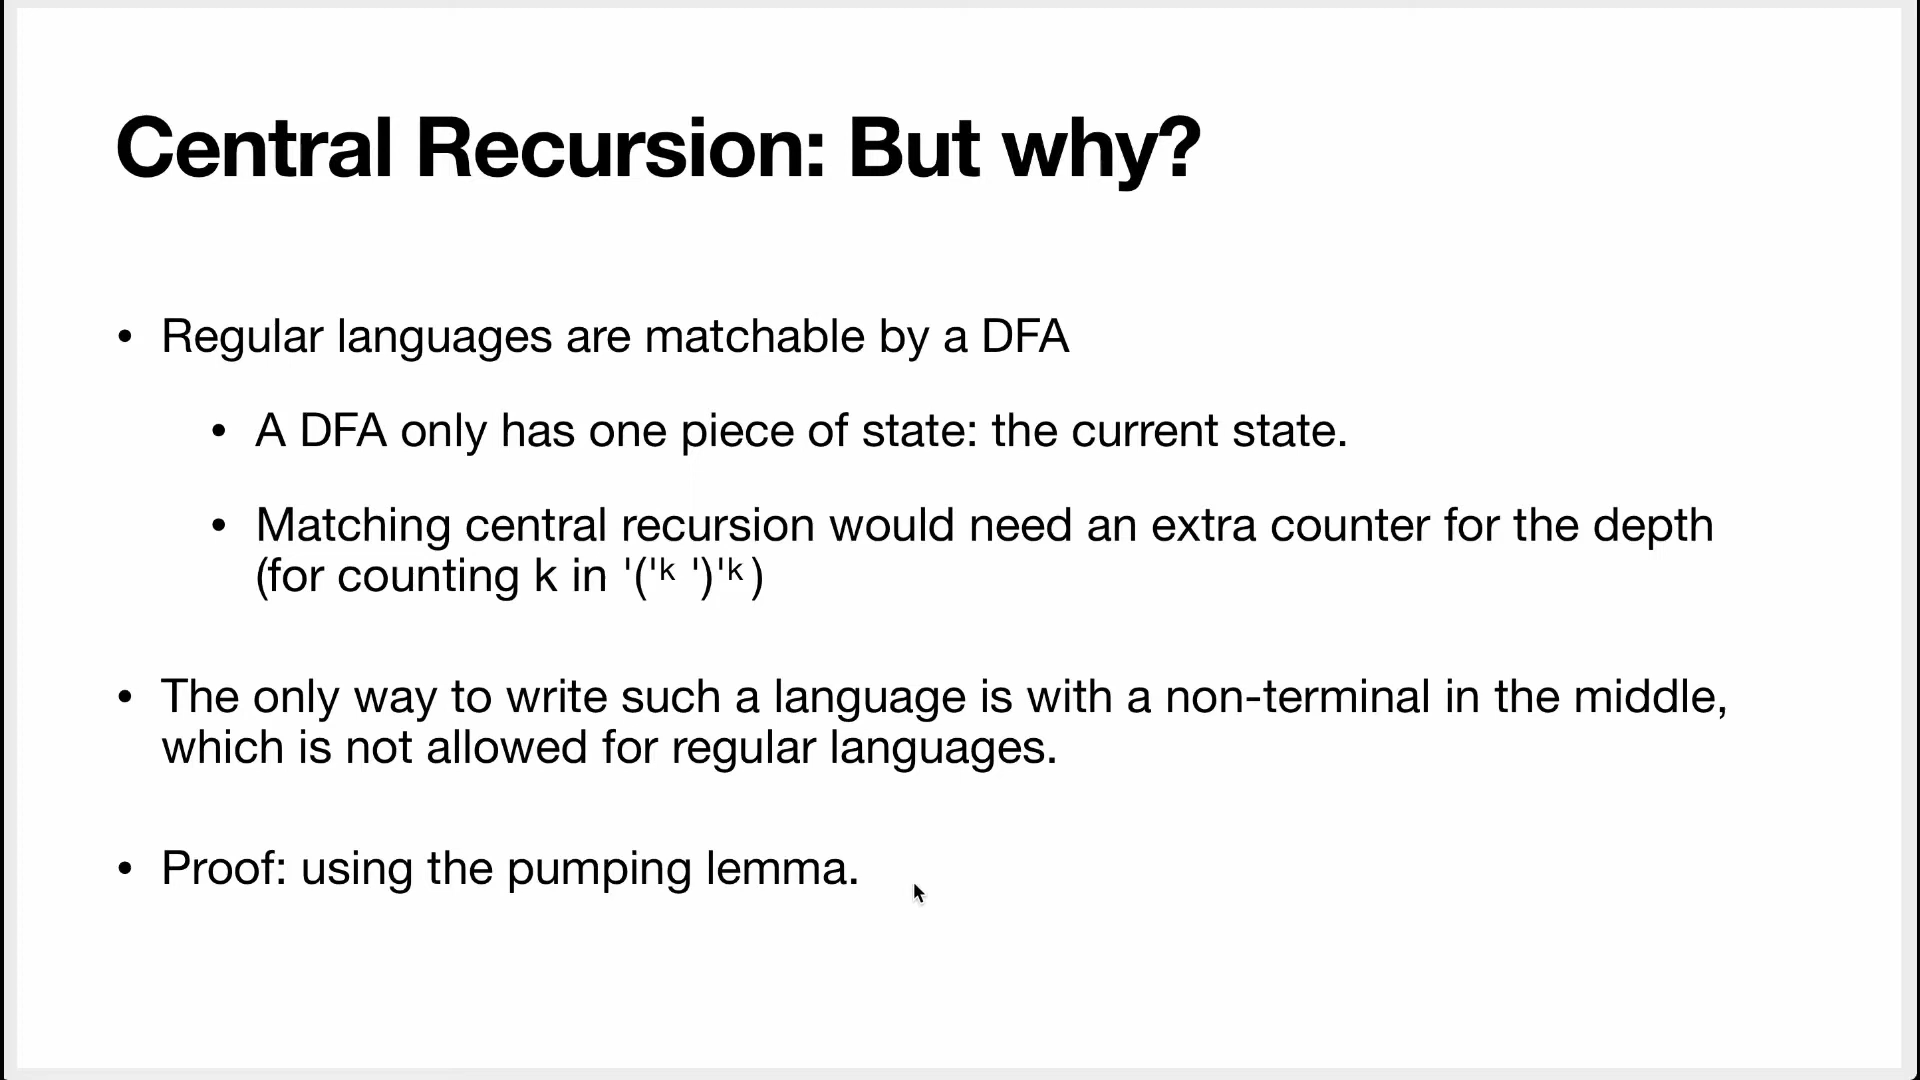 Central Recursion: But why?
• Regular languages are matchable by a DFA
• A DFA only has one piece of state: the current state.
• Matching central recursion would need an extra counter for the depth
(for counting k in '('ᵏ ')'ᵏ)
• The only way to write such a language is with a non-terminal in the middle,
which is not allowed for regular languages.
• Proof: using the pumping lemma.